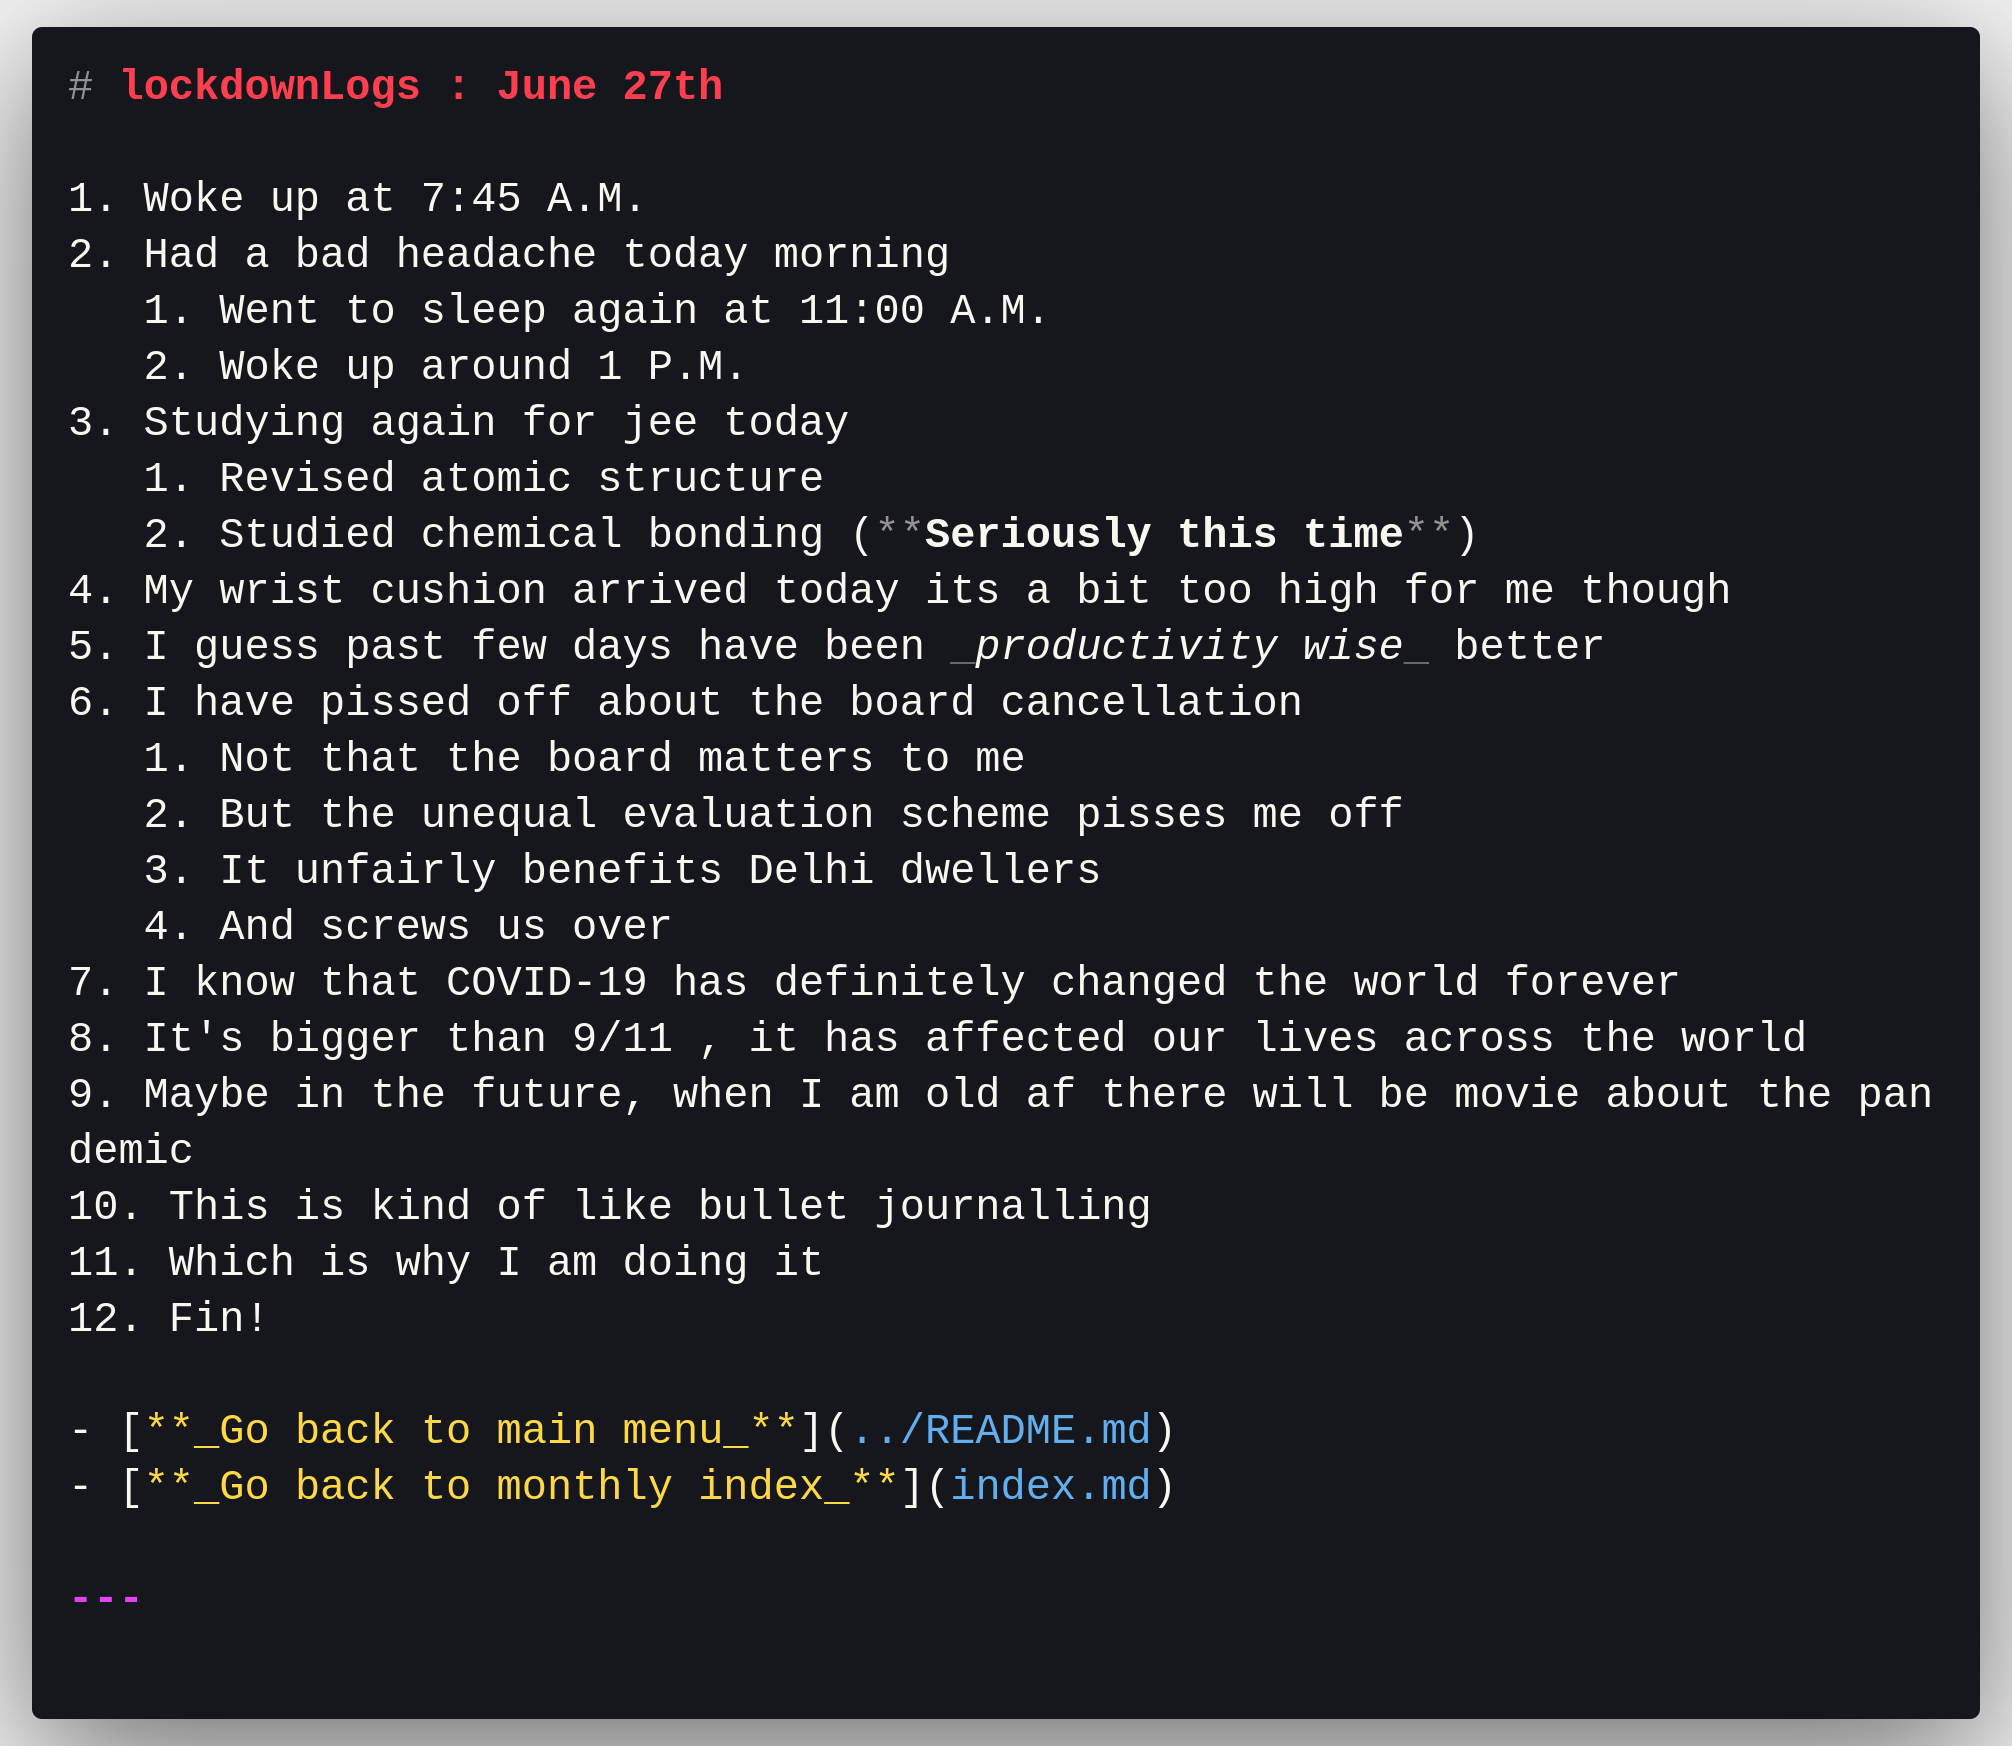 # lockdownLogs : June 27th
1. Woke up at 7:45 A.M.
2. Had a bad headache today morning
1. Went to sleep again at 11:00 A.M.
2. Woke up around 1 P.M.
3. Studying again for jee today
1. Revised atomic structure
2. Studied chemical bonding (**Seriously this time**)
4. My wrist cushion arrived today its a bit too high for me though
5. I guess past few days have been _productivity wise_ better
6. I have pissed off about the board cancellation
1. Not that the board matters to me
2. But the unequal evaluation scheme pisses me off
3. It unfairly benefits Delhi dwellers
4. And screws us over
7. I know that COVID-19 has definitely changed the world forever
8. It's bigger than 9/11 , it has affected our lives across the world
9. Maybe in the future, when I am old af there will be movie about the pan
demic
10. This is kind of like bullet journalling
11. Which is why I am doing it
12. Fin!
- [**_Go back to main menu_**](../README.md)
- [**_Go back to monthly index_**](index.md)
---